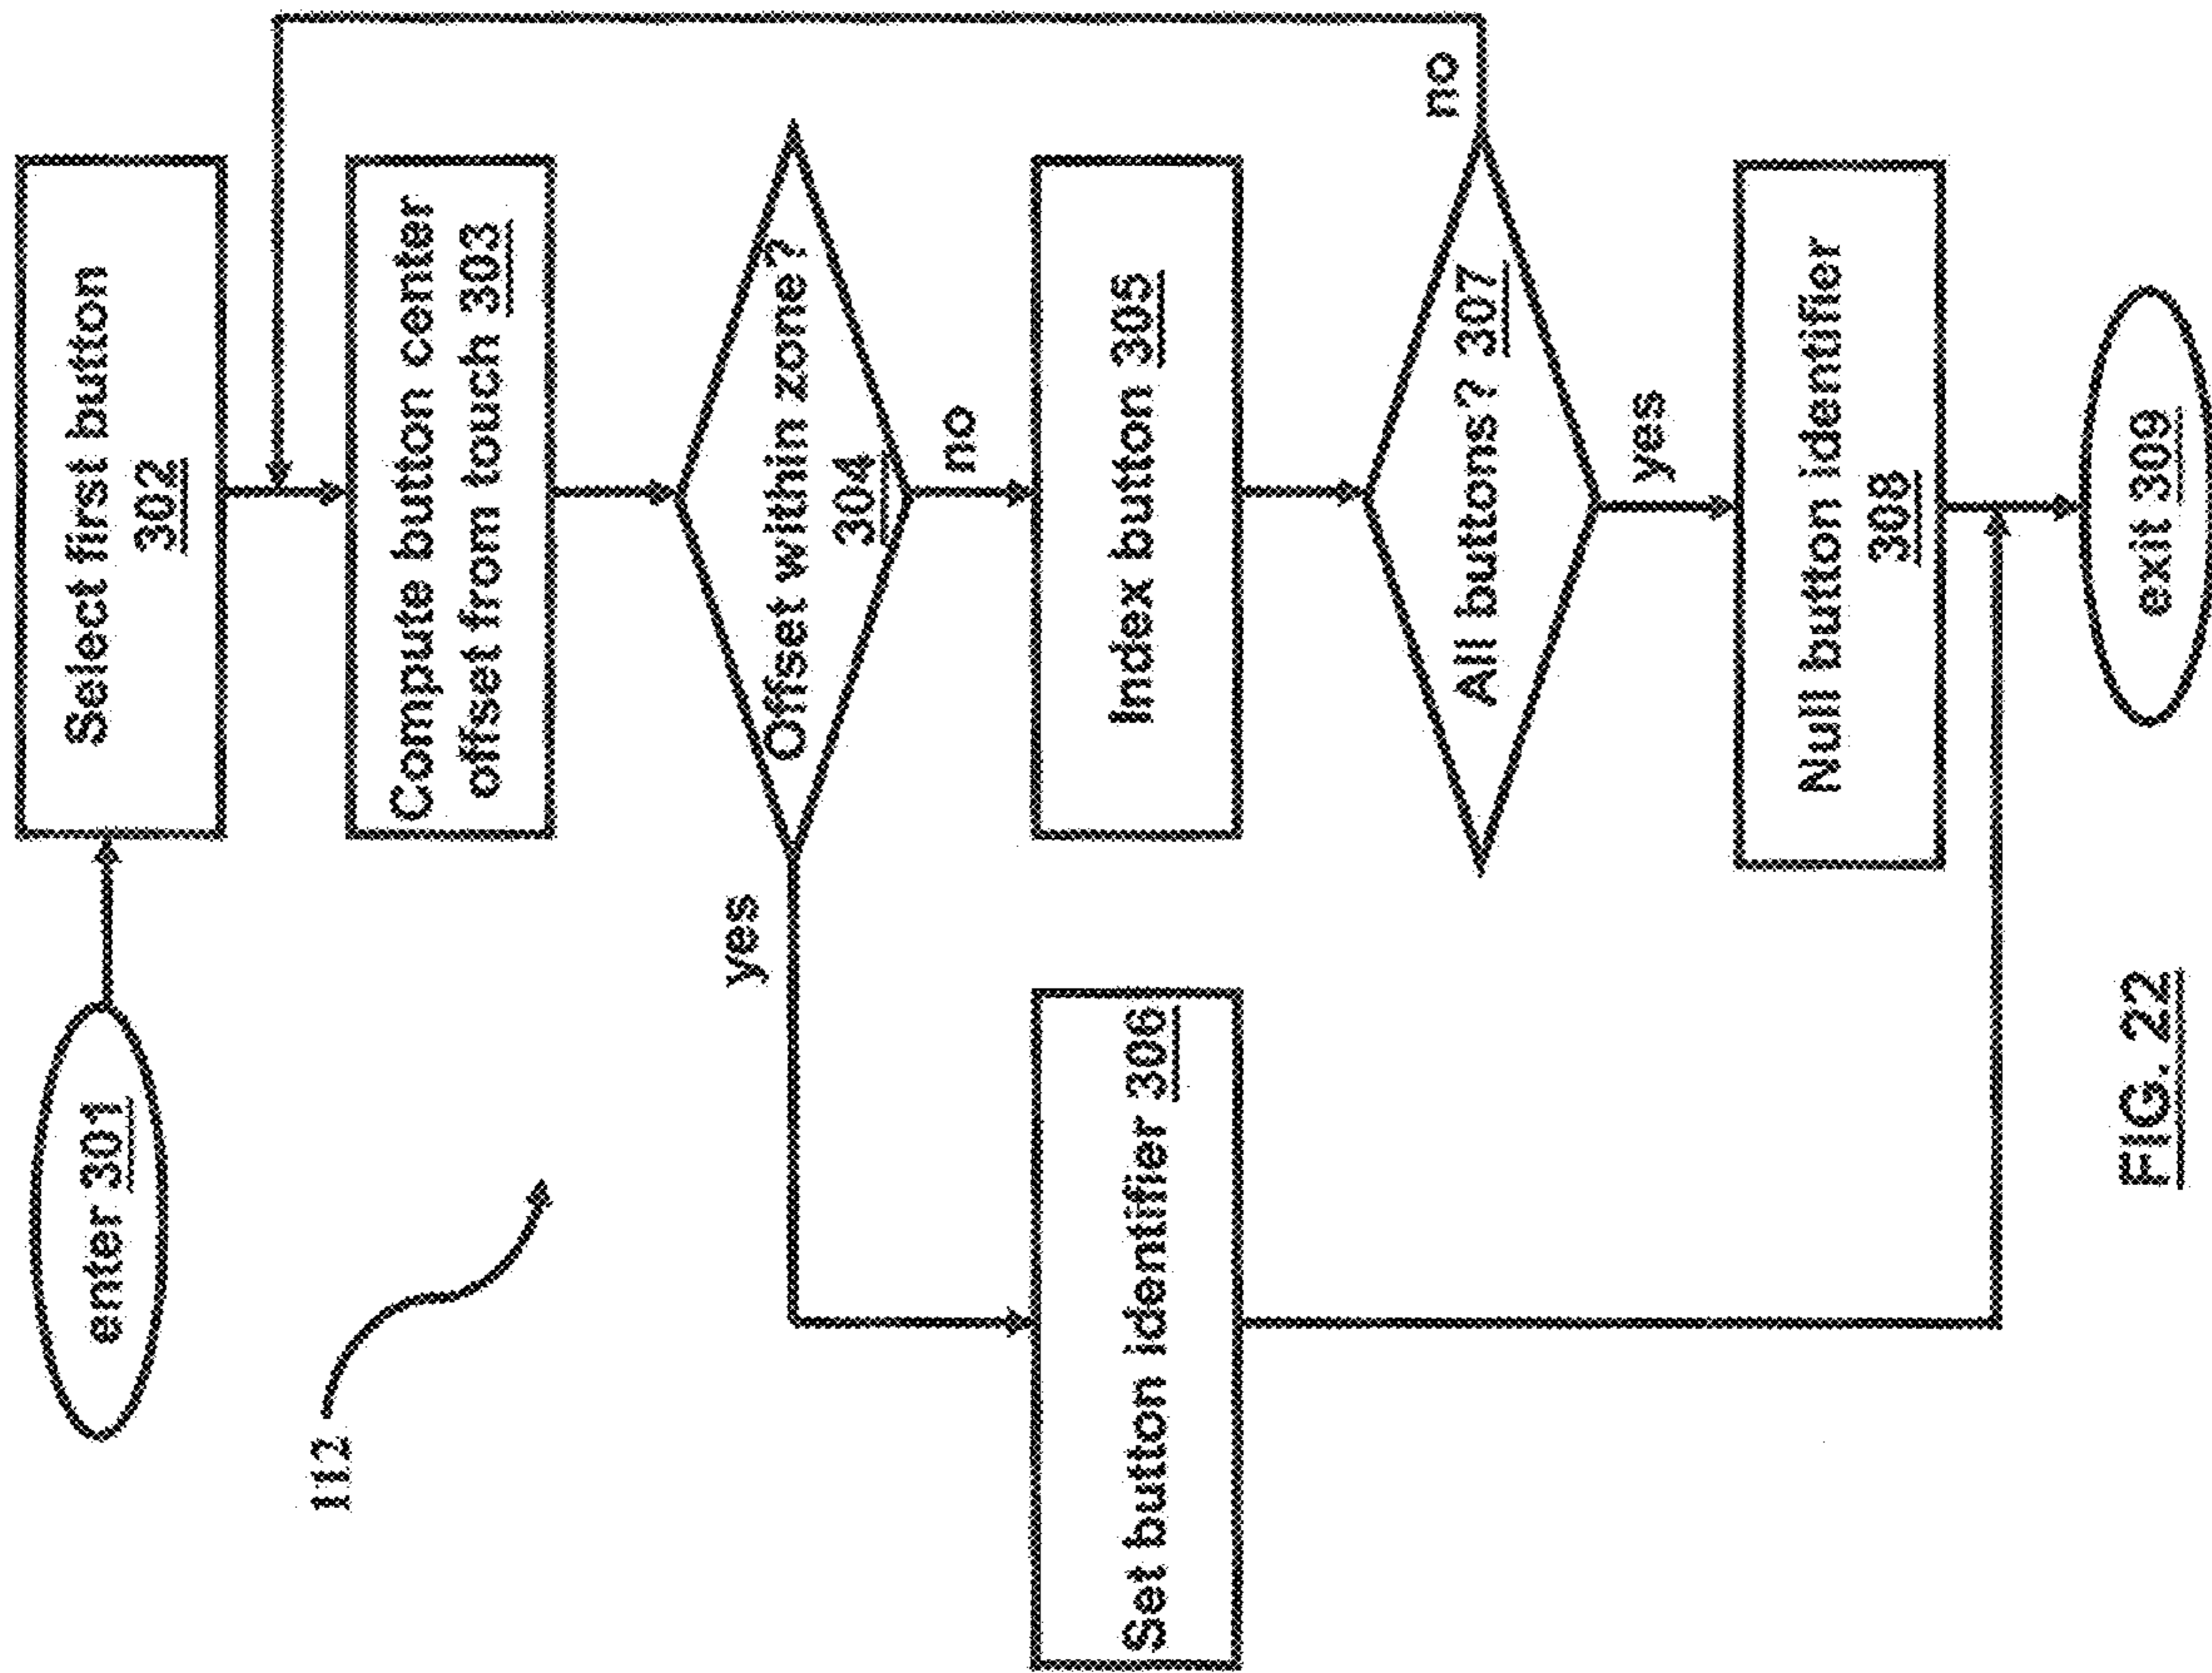 enter 301
Select first button
302
112
Compute button center
offset from touch 303
Offset within zone?
304
yes
no
Set button identifier 306
Index button 305
All buttons? 307
no
yes
Null button identifier
308
exit 309
FIG. 22